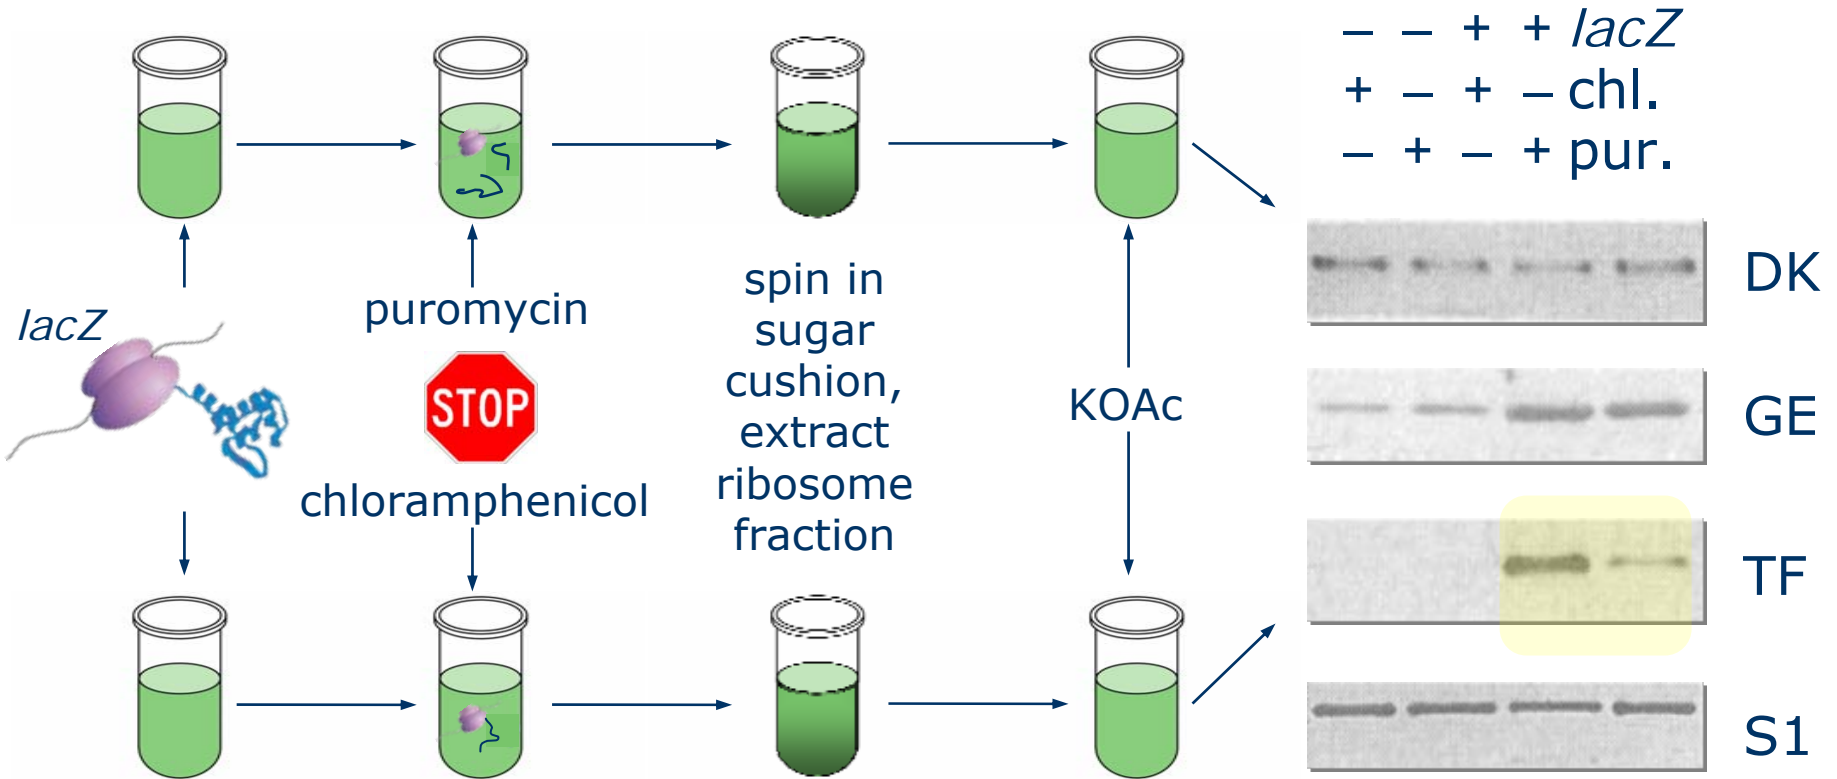 – – + + lacZ
+ – + – chl.
– + – + pur.
lacZ
puromycin
STOP
chloramphenicol
spin in
sugar
cushion,
extract
ribosome
fraction
KOAc
DK
GE
TF
S1